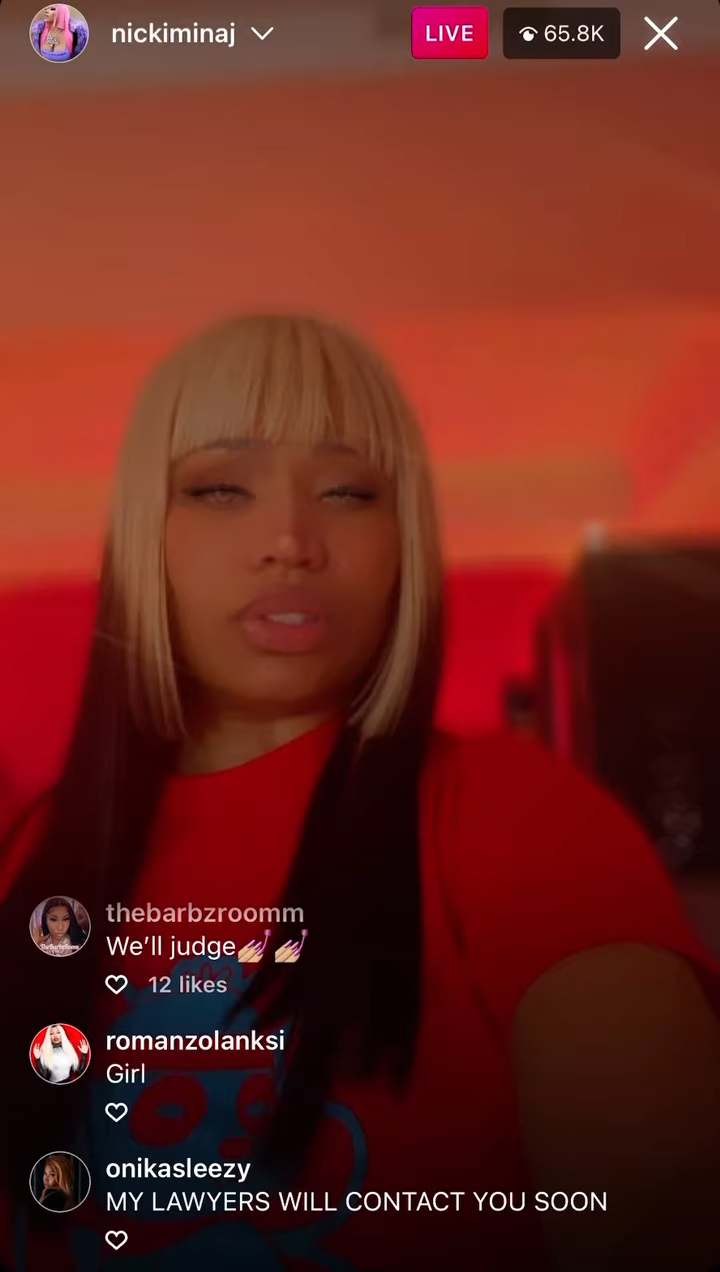 nickiminaj
LIVE
65.8K
thebarbzroomm
We’ll judge💅🏼💅🏼
12 likes
romanzolanksi
Girl
onikasleezy
MY LAWYERS WILL CONTACT YOU SOON